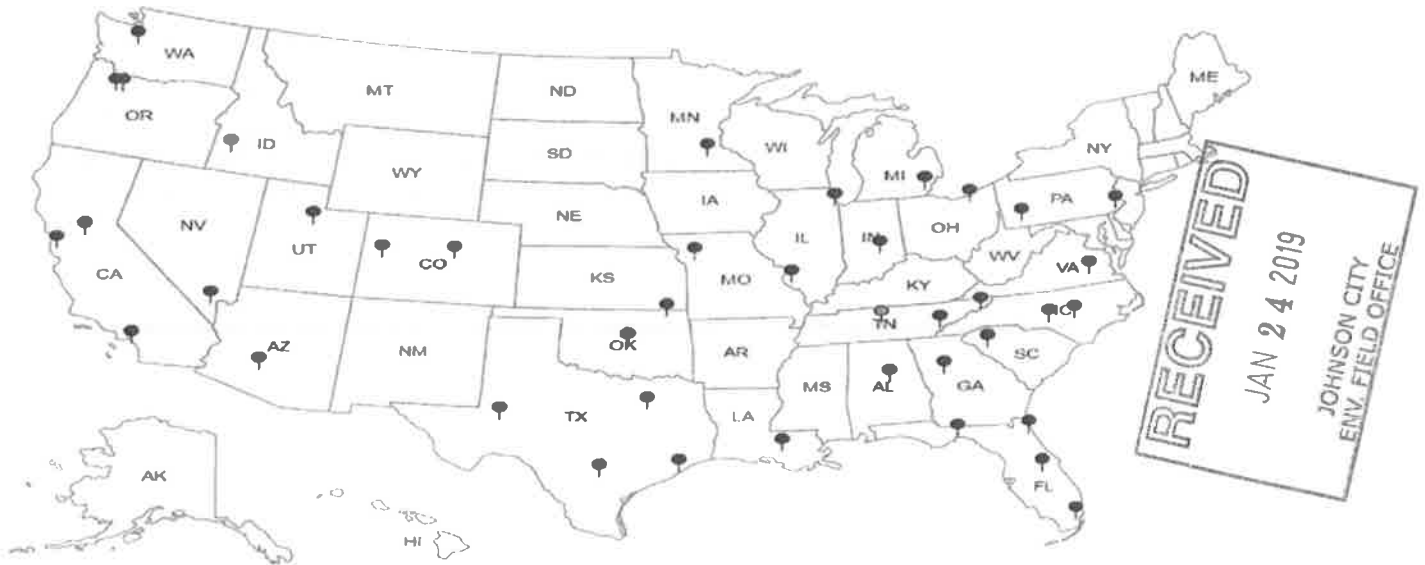 WA
MT
ND
OR
ID
MN
WI
MI
ME
NY
SD
WY
IA
PA
NE
NV
UT
CO
IL
IN
OH
WV
VA
CA
KS
MO
KY
TN
NC
AZ
NM
OK
AR
SC
MS
AL
GA
TX
LA
FL
AK
HI
RECEIVED
JAN 24 2019
JOHNSON CITY
ENV. FIELD OFFICE